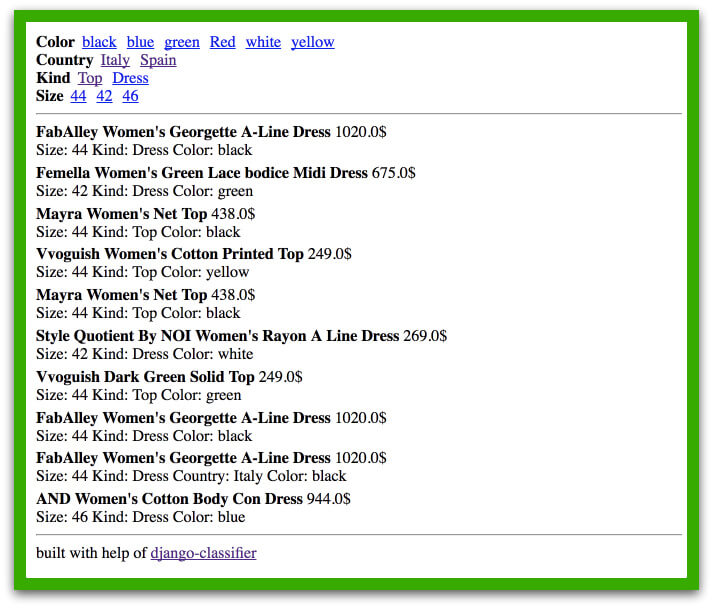 Color black blue green Red white yellow
Country Italy Spain
Kind Top Dress
Size 44 42 46
FabAlley Women's Georgette A-Line Dress 1020.0$
Size: 44 Kind: Dress Color: black
Femella Women's Green Lace bodice Midi Dress 675.0$
Size: 42 Kind: Dress Color: green
Mayra Women's Net Top 438.0$
Size: 44 Kind: Top Color: black
Vvoguish Women's Cotton Printed Top 249.0$
Size: 44 Kind: Top Color: yellow
Mayra Women's Net Top 438.0$
Size: 44 Kind: Top Color: black
Style Quotient By NOI Women's Rayon A Line Dress 269.0$
Size: 42 Kind: Dress Color: white
Vvoguish Dark Green Solid Top 249.0$
Size: 44 Kind: Top Color: green
FabAlley Women's Georgette A-Line Dress 1020.0$
Size: 44 Kind: Dress Color: black
FabAlley Women's Georgette A-Line Dress 1020.0$
Size: 44 Kind: Dress Country: Italy Color: black
AND Women's Cotton Body Con Dress 944.0$
Size: 46 Kind: Dress Color: blue
built with help of django-classifier